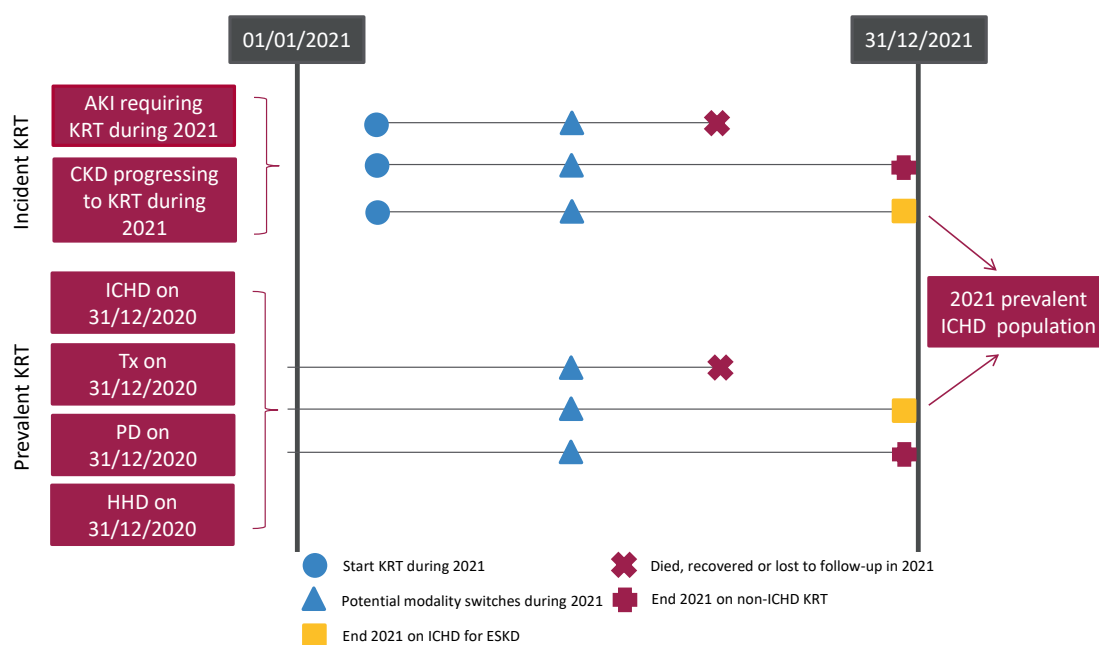 01/01/2021
31/12/2021
Incident KRT
AKI requiring
KRT during 2021
CKD progressing
to KRT during
2021
Prevalent KRT
ICHD on
31/12/2020
Tx on
31/12/2020
PD on
31/12/2020
HHD on
31/12/2020
2021 prevalent
ICHD population
Start KRT during 2021
Died, recovered or lost to follow-up in 2021
Potential modality switches during 2021
End 2021 on non-ICHD KRT
End 2021 on ICHD for ESKD